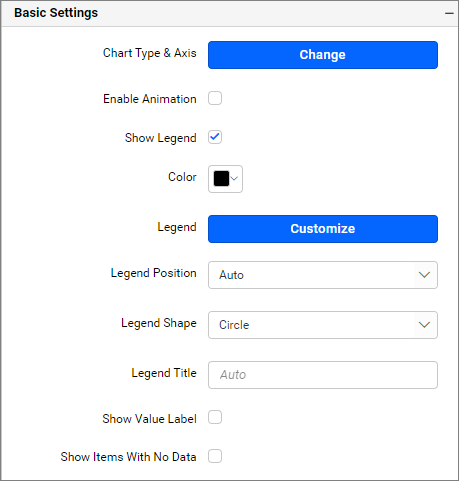 Basic Settings
Chart Type & Axis Change
Enable Animation
Show Legend
Color
Legend Customize
Legend Position Auto
Legend Shape Circle
Legend Title Auto
Show Value Label
Show Items With No Data